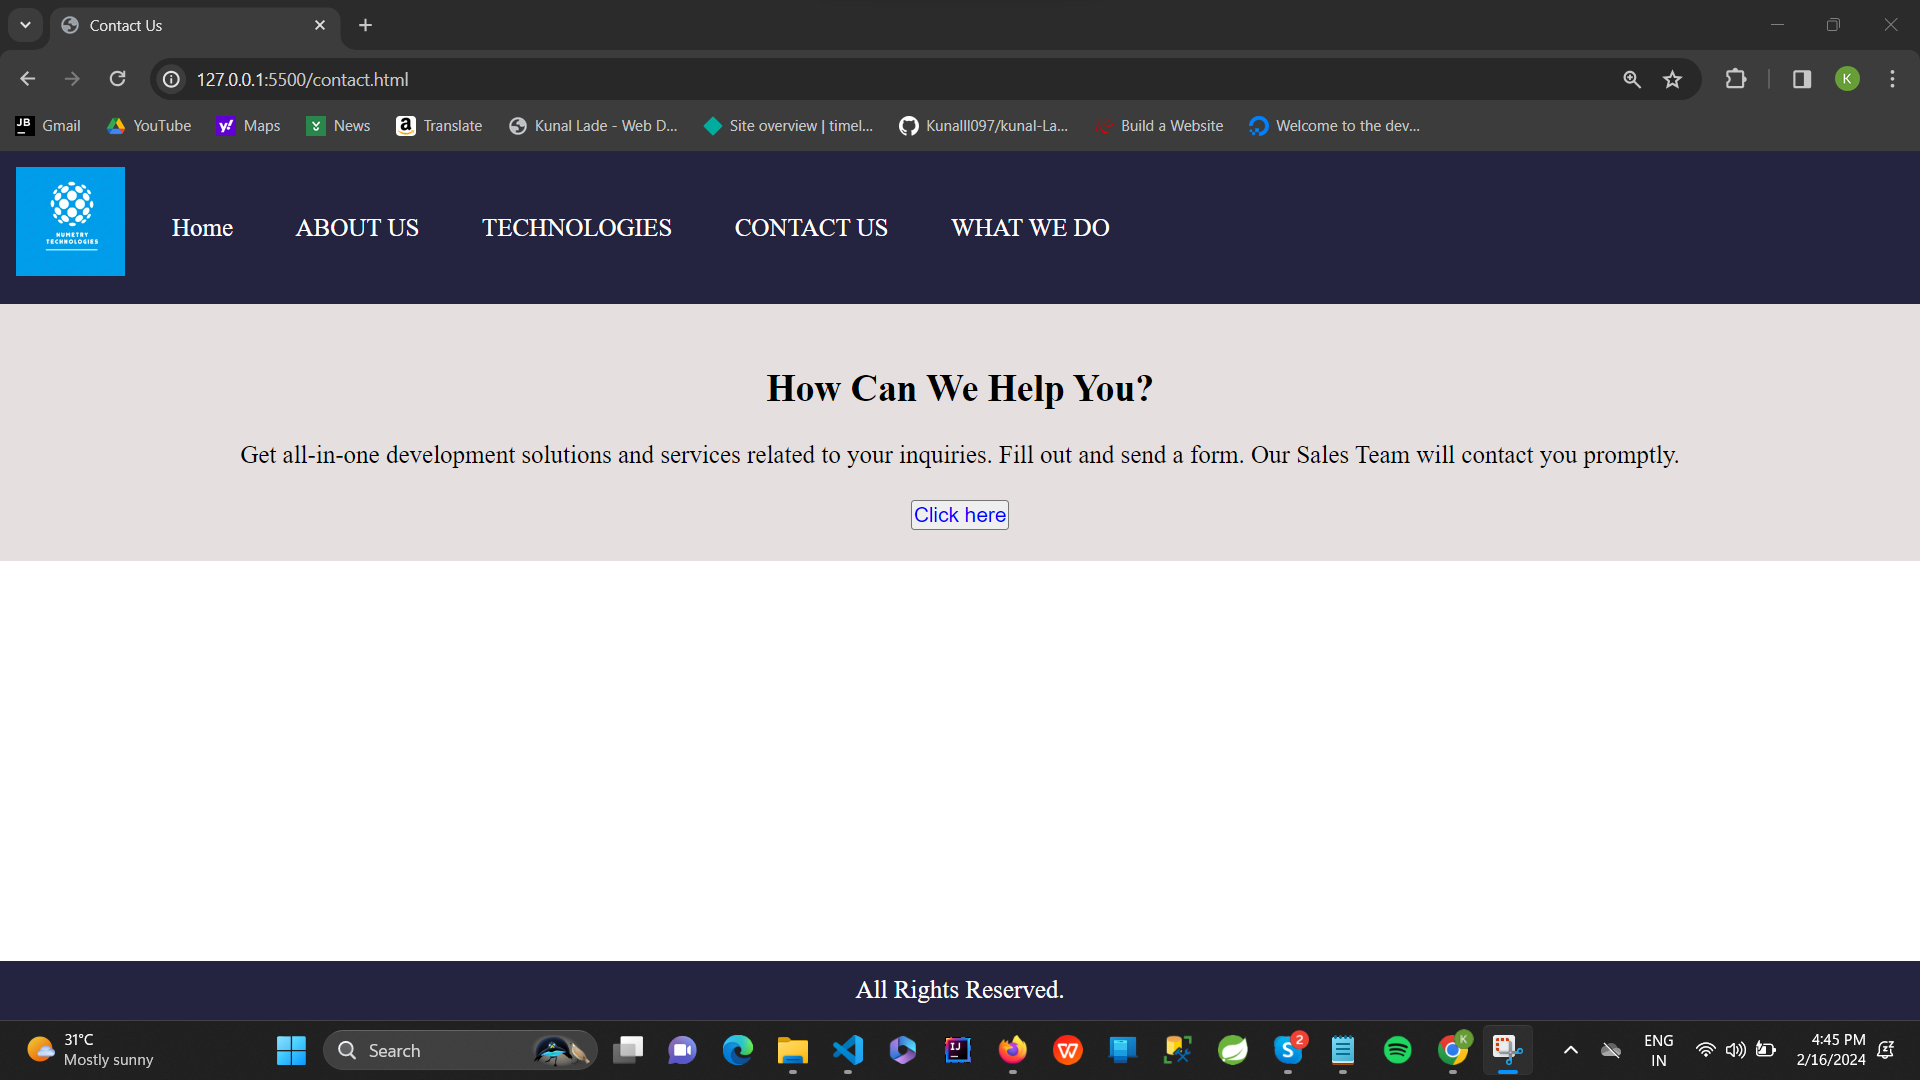 Contact Us
127.0.0.1:5500/contact.html
K
JB Gmail YouTube y! Maps News a Translate Kunal Lade - Web D... Site overview | timel... Kunalll097/kunal-La... Build a Website Welcome to the dev...
HUMETRY
TECHNOLOGIES
Home ABOUT US TECHNOLOGIES CONTACT US WHAT WE DO
How Can We Help You?
Get all-in-one development solutions and services related to your inquiries. Fill out and send a form. Our Sales Team will contact you promptly.
Click here
All Rights Reserved.
31°C
Mostly sunny
Search
IJ
W
S 2
K
ENG
IN
4:45 PM
2/16/2024